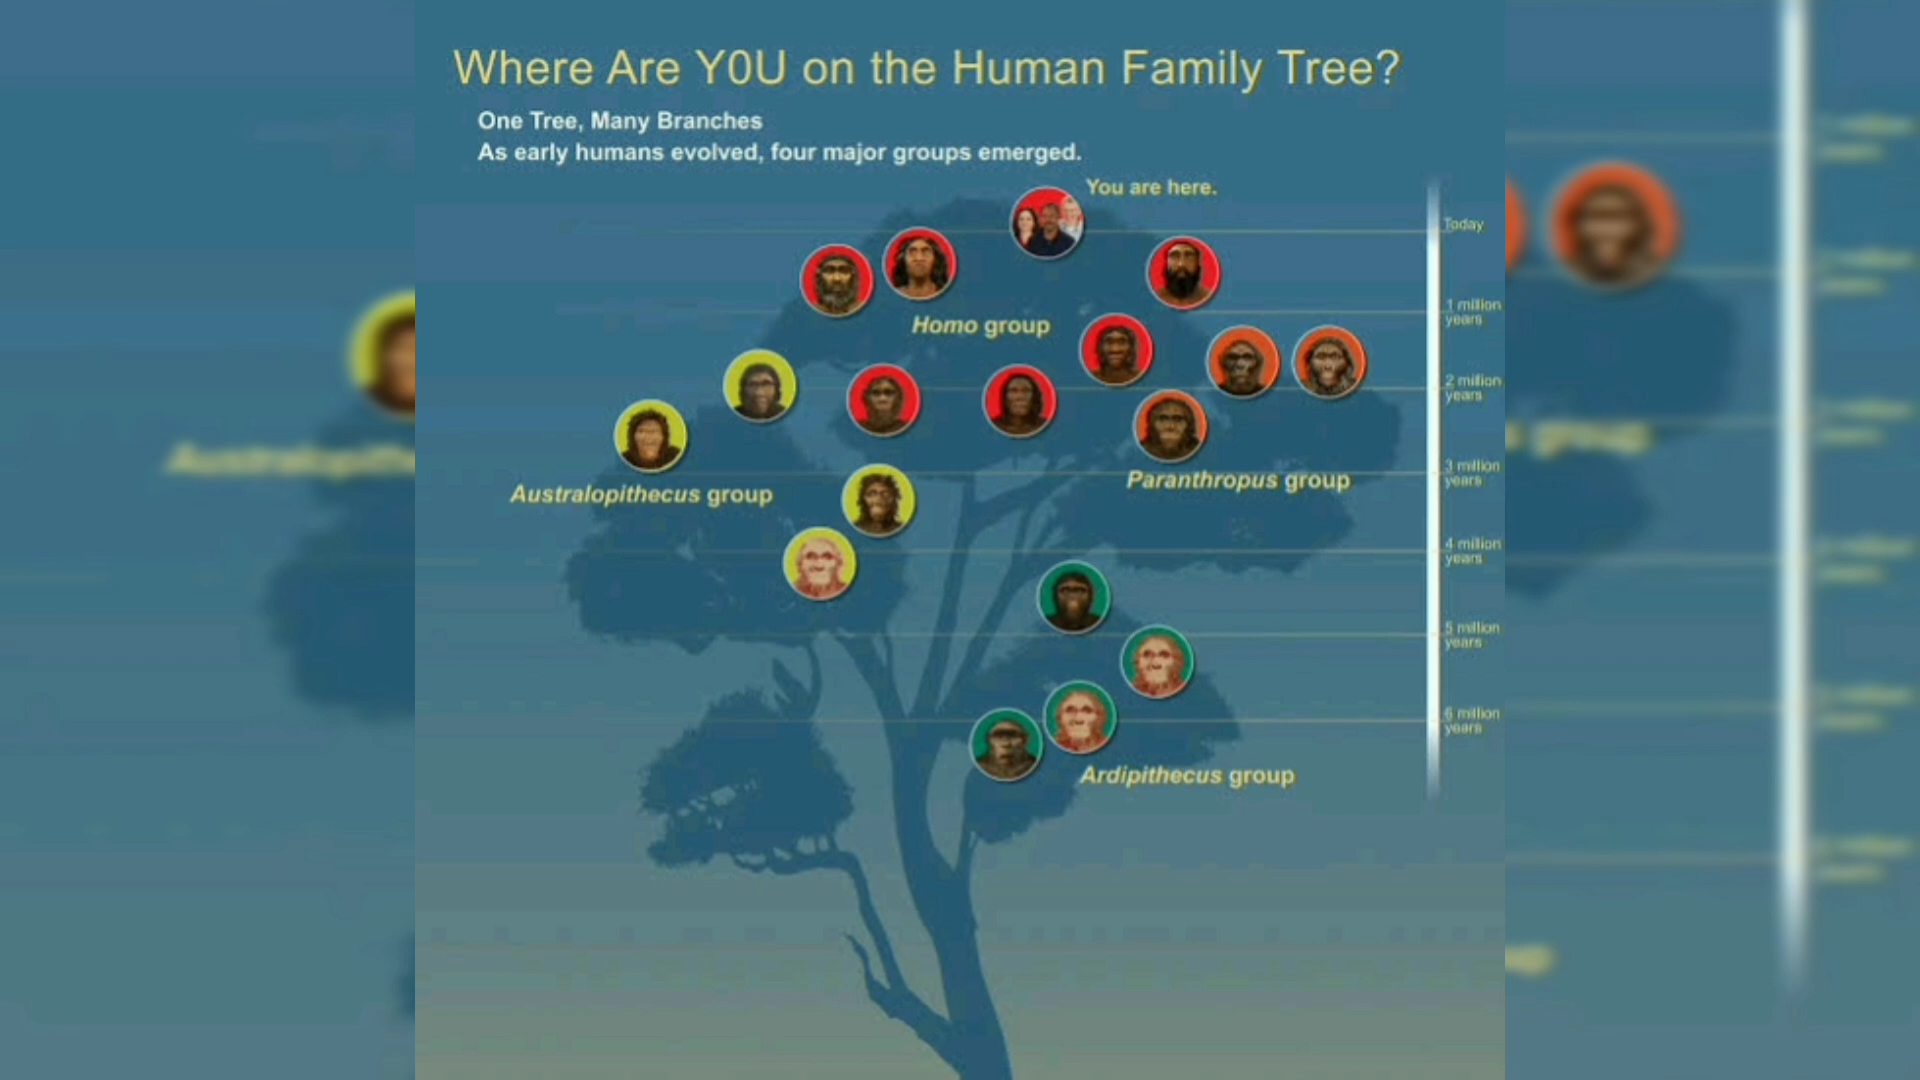 Where Are Y0U on the Human Family Tree?
One Tree, Many Branches
As early humans evolved, four major groups emerged.
You are here.
Today
1 million
years
Homo group
2 million
years
3 million
years
Paranthropus group
Australopithecus group
4 million
years
5 million
years
6 million
years
Ardipithecus group